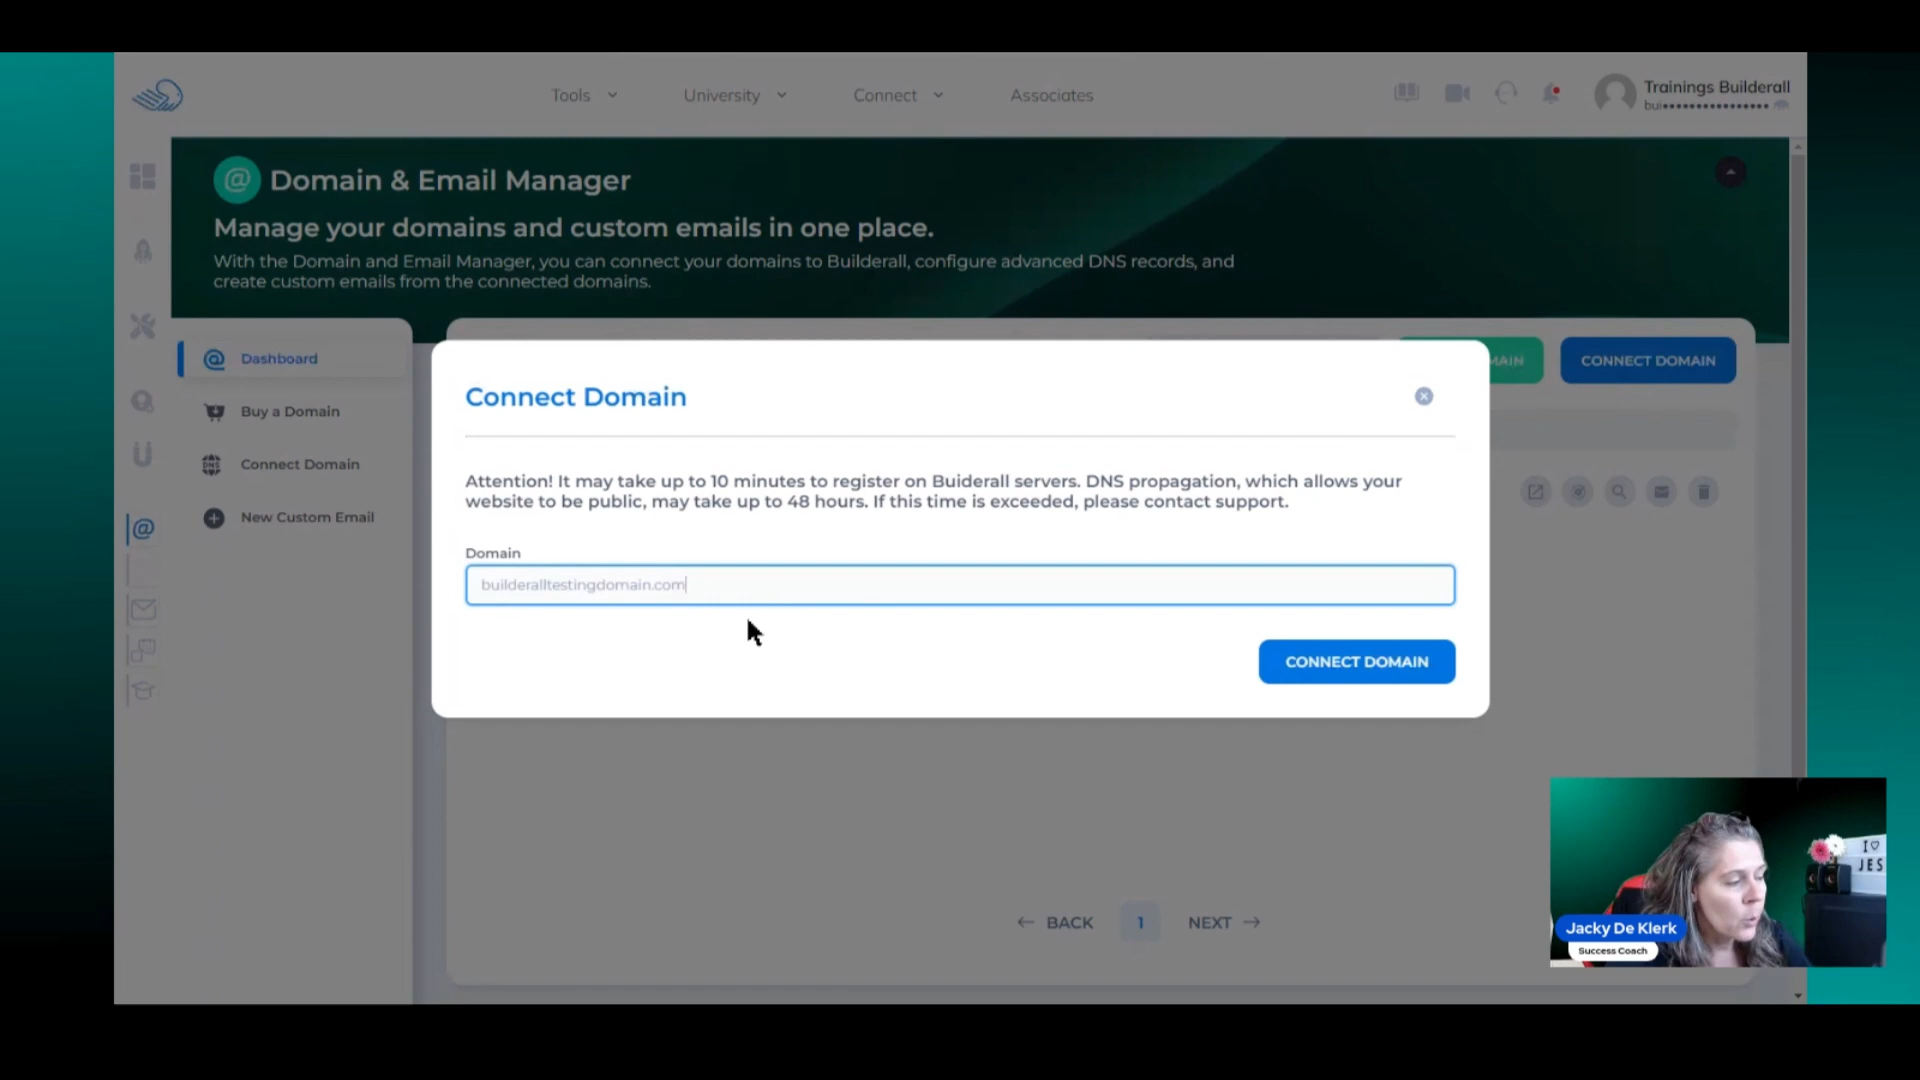 Tools
University
Connect
Associates
Trainings Builderall
bui••••••••••••••••
@ Domain & Email Manager
Manage your domains and custom emails in one place.
With the Domain and Email Manager, you can connect your domains to Builderall, configure advanced DNS records, and
create custom emails from the connected domains.
@ Dashboard
Buy a Domain
DNS Connect Domain
New Custom Email
MAIN
CONNECT DOMAIN
Connect Domain
Attention! It may take up to 10 minutes to register on Buiderall servers. DNS propagation, which allows your
website to be public, may take up to 48 hours. If this time is exceeded, please contact support.
Domain
builderalltestingdomain.com
CONNECT DOMAIN
← BACK
1
NEXT →
I ♡
JES
Jacky De Klerk
Success Coach